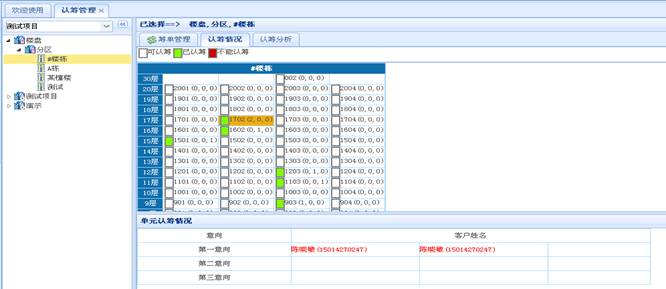 欢迎使用 认筹管理
测试项目
已选择==> 楼盘,分区,#楼栋
楼盘
分区
#楼栋
A栋
某幢楼
测试
测试项目
演示
筹单管理 认筹情况 认筹分析
可认筹 已认筹 不能认筹
#楼栋
30层 002(0,0,0)
20层 2001(0,0,0) 2002(0,0,0) 2003(0,0,0) 2004(0,0,0)
19层 1901(0,0,0) 1902(0,0,0) 1903(0,0,0) 1904(0,0,0)
18层 1801(0,0,0) 1802(0,0,0) 1803(0,0,0) 1804(0,0,0)
17层 1701(0,0,0) 1702(2,0,0) 1703(0,0,0) 1704(0,0,0)
16层 1601(0,0,0) 1602(0,1,0) 1603(0,0,0) 1604(0,0,0)
15层 1501(0,0,1) 1502(0,0,0) 1503(0,0,0) 1504(0,0,0)
14层 1401(0,0,0) 1402(0,0,0) 1403(0,0,0) 1404(0,0,0)
13层 1301(0,0,0) 1302(0,0,0) 1303(0,0,0) 1304(0,0,0)
12层 1201(0,0,0) 1202(0,0,0) 1203(0,1,0) 1204(0,0,0)
11层 1101(0,0,0) 1102(0,0,0) 1103(0,0,1) 1104(0,0,0)
10层 1001(0,0,0) 1002(0,0,0) 1003(0,0,0) 1004(0,0,0)
9层 901(0,0,0) 902(0,0,0) 903(1,0,0) 904(0,0,0)
单元认筹情况
意向 客户姓名
第一意向 陈晓敏(15014270247) 陈晓敏(15014270247)
第二意向
第三意向